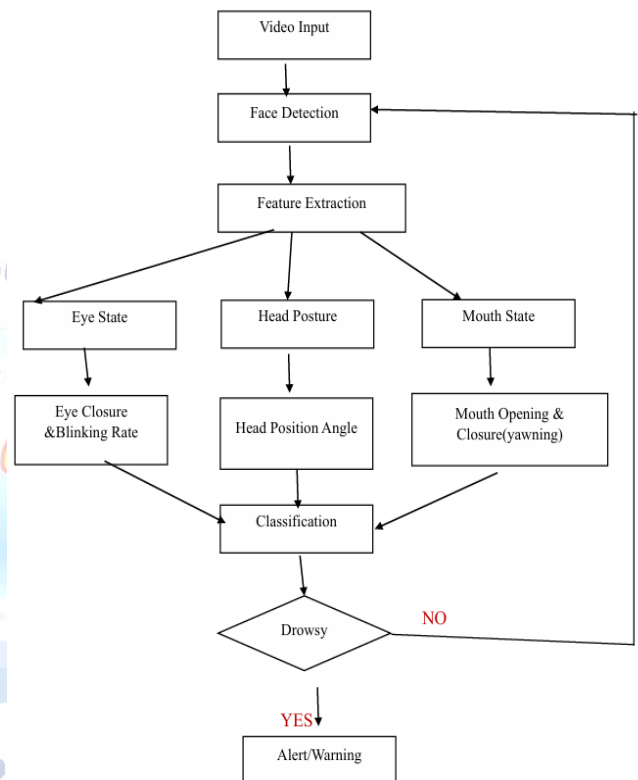 Video Input
Face Detection
Feature Extraction
Eye State
Head Posture
Mouth State
Eye Closure
&Blinking Rate
Head Position Angle
Mouth Opening &
Closure(yawning)
Classification
Drowsy
NO
YES
Alert/Warning